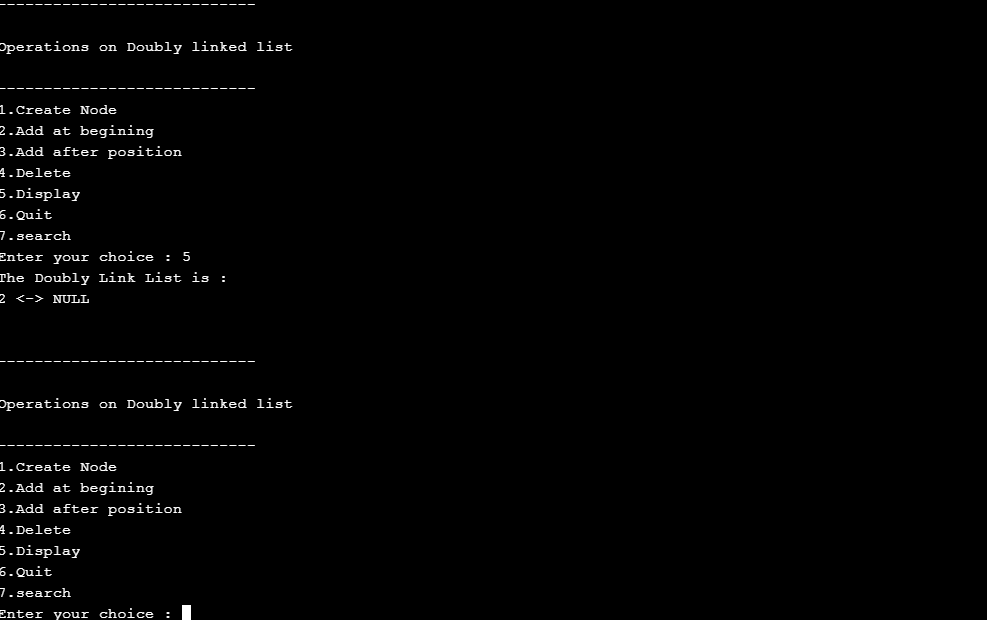 ----------------------------
Operations on Doubly linked list
----------------------------
1.Create Node
2.Add at begining
3.Add after position
4.Delete
5.Display
6.Quit
7.search
Enter your choice : 5
The Doubly Link List is :
2 <-> NULL
----------------------------
Operations on Doubly linked list
----------------------------
1.Create Node
2.Add at begining
3.Add after position
4.Delete
5.Display
6.Quit
7.search
Enter your choice :